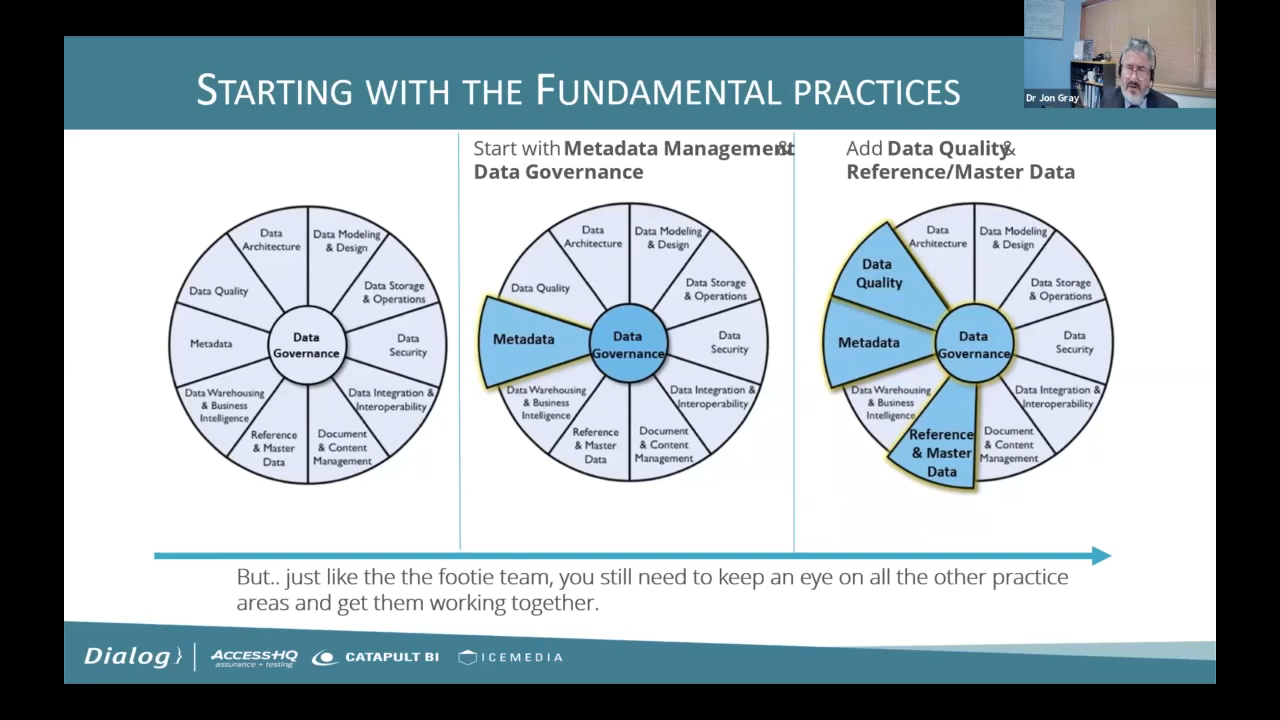 STARTING WITH THE FUNDAMENTAL PRACTICES
Dr Jon Gray
Start with Metadata Management &
Data Governance
Add Data Quality &
Reference/Master Data
Data
Architecture
Data Modeling
& Design
Data Quality
Data Storage
& Operations
Metadata
Data
Governance
Data
Security
Data Warehousing
& Business
Intelligence
Data Integration &
Interoperability
Reference
& Master
Data
Document
& Content
Management
Data
Architecture
Data Modeling
& Design
Data Quality
Data Storage
& Operations
Metadata
Data
Governance
Data
Security
Data Warehousing
& Business
Intelligence
Data Integration &
Interoperability
Reference
& Master
Data
Document
& Content
Management
Data
Architecture
Data Modeling
& Design
Data
Quality
Data Storage
& Operations
Metadata
Data
Governance
Data
Security
Data Warehousing
& Business
Intelligence
Data Integration &
Interoperability
Reference
& Master
Data
Document
& Content
Management
But.. just like the the footie team, you still need to keep an eye on all the other practice
areas and get them working together.
Dialog}
ACCESSHQ
assurance + testing
CATAPULT BI
ICEMEDIA